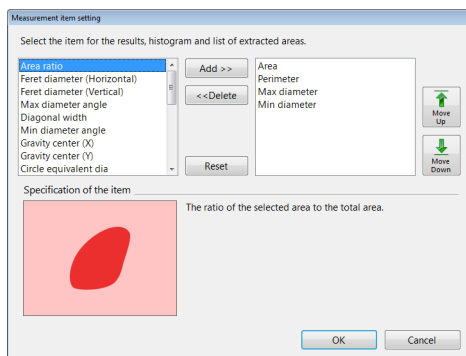 Measurement item setting
Select the item for the results, histogram and list of extracted areas.
Area ratio
Feret diameter (Horizontal)
Feret diameter (Vertical)
Max diameter angle
Diagonal width
Min diameter angle
Gravity center (X)
Gravity center (Y)
Circle equivalent dia
Add >>
<<Delete
Reset
Area
Perimeter
Max diameter
Min diameter
Move
Up
Move
Down
Specification of the item
The ratio of the selected area to the total area.
OK
Cancel